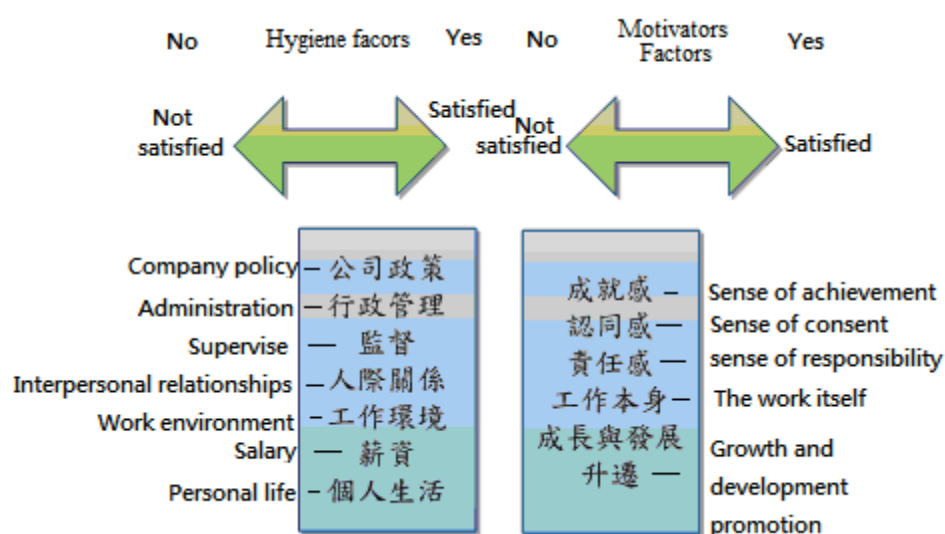 No Hygiene facors Yes No Motivators Factors Yes
Not satisfied
Satisfied
Not satisfied
Satisfied
Company policy 公司政策
Administration 行政管理
Supervise 監督
Interpersonal relationships 人際關係
Work environment 工作環境
Salary 薪資
Personal life 個人生活
成就感 Sense of achievement
認同感 Sense of consent
責任感 sense of responsibility
工作本身 The work itself
成長與發展 Growth and
升遷 development
promotion